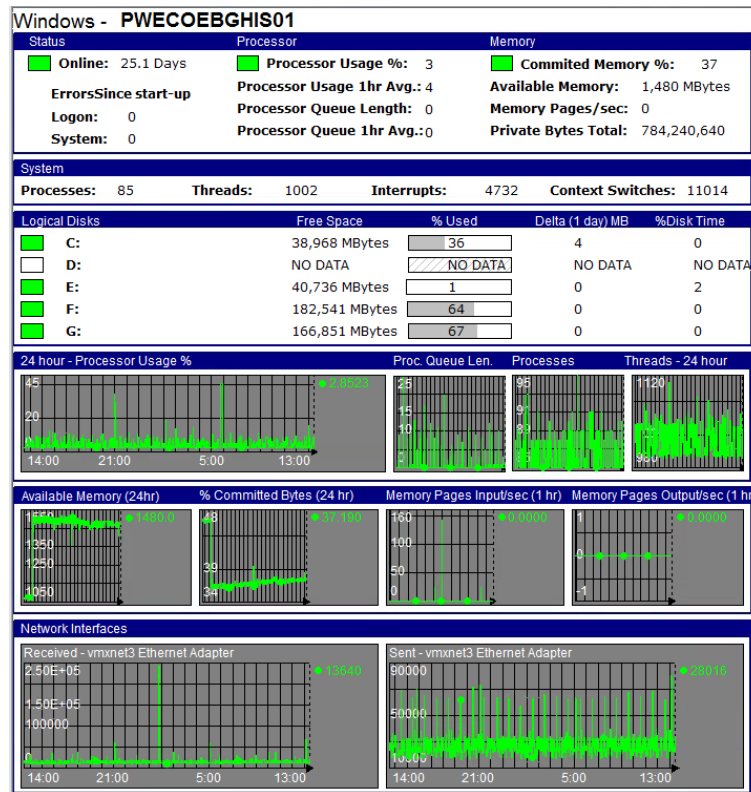 Windows - PWECOEBGHIS01
Status Processor Memory
Online: 25.1 Days Processor Usage %: 3 Commited Memory %: 37
ErrorsSince start-up Processor Usage 1hr Avg.: 4 Available Memory: 1,480 MBytes
Logon: 0 Processor Queue Length: 0 Memory Pages/sec: 0
System: 0 Processor Queue 1hr Avg.: 0 Private Bytes Total: 784,240,640
System
Processes: 85 Threads: 1002 Interrupts: 4732 Context Switches: 11014
Logical Disks Free Space % Used Delta (1 day) MB %Disk Time
C: 38,968 MBytes 36 4 0
D: NO DATA NO DATA NO DATA NO DATA
E: 40,736 MBytes 1 0 2
F: 182,541 MBytes 64 0 0
G: 166,851 MBytes 67 0 0
24 hour - Processor Usage % Proc. Queue Len. Processes Threads - 24 hour
45 2.8523 25 95 1120
20 15
0 10 980
0
14:00 21:00 5:00 13:00
Available Memory (24hr) % Committed Bytes (24 hr) Memory Pages Input/sec (1 hr) Memory Pages Output/sec (1 hr
1480.0 48 37.190 150 0.0000 1 0.0000
1350 100
1250 39 50 0
1050 34 0 -1
Network Interfaces
Received - vmxnet3 Ethernet Adapter Sent - vmxnet3 Ethernet Adapter
2.50E+05 13640 90000 28016
1.50E+05 50000
100000
0 10000
14:00 21:00 5:00 13:00 14:00 21:00 5:00 13:00